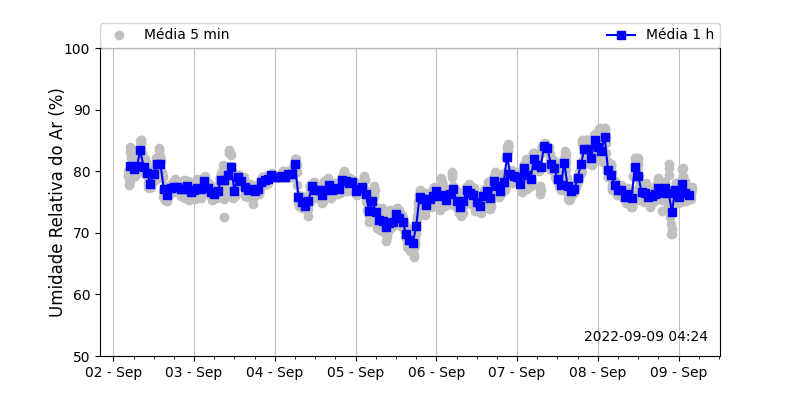 Média 5 min Média 1 h
100
90
80
70
60
50
Umidade Relativa do Ar (%)
2022-09-09 04:24
02 - Sep 03 - Sep 04 - Sep 05 - Sep 06 - Sep 07 - Sep 08 - Sep 09 - Sep